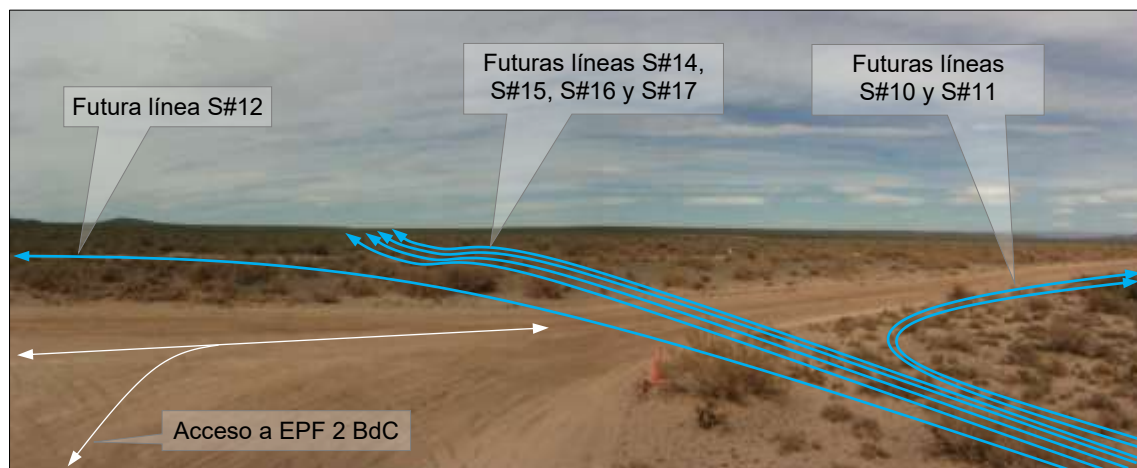 Futura línea S#12
Futuras líneas S#14,
S#15, S#16 y S#17
Futuras líneas
S#10 y S#11
Acceso a EPF 2 BdC